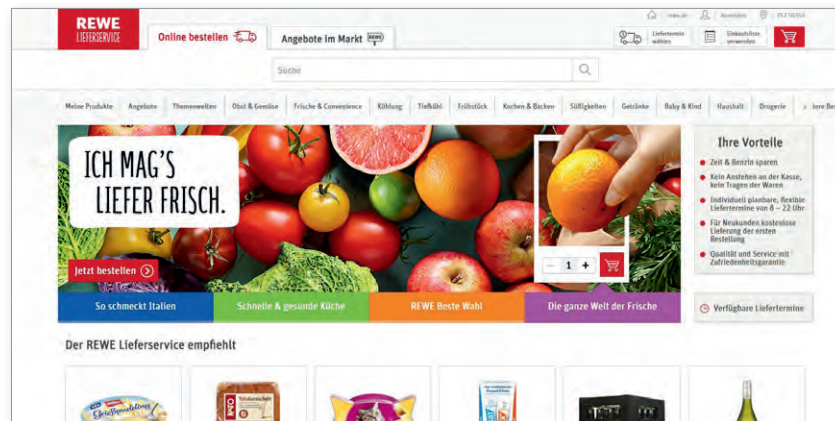 REWE
LIEFERSERVICE
Online bestellen
Angebote im Markt
REWE
rewe.de
Anmelden
Liefertermin
wählen
Einkaufsliste
verwenden
Suche
Meine Produkte
Angebote
Themenwelten
Obst & Gemüse
Frische & Convenience
Kühlung
Tiefkühl
Frühstück
Kochen & Backen
Süßigkeiten
Getränke
Baby & Kind
Haushalt
Drogerie
ICH MAG'S
LIEFER FRISCH.
Jetzt bestellen
1 +
Ihre Vorteile
Zeit & Benzin sparen
Kein Anstehen an der Kasse,
kein Tragen der Waren
Individuell planbare, flexible
Liefertermine von 8 – 22 Uhr
Für Neukunden kostenlose
Lieferung der ersten
Bestellung
Qualität und Service mit
Zufriedenheitsgarantie
So schmeckt Italien
Schnelle & gesunde Küche
REWE Beste Wahl
Die ganze Welt der Frische
Verfügbare Liefertermine
Der REWE Lieferservice empfiehlt